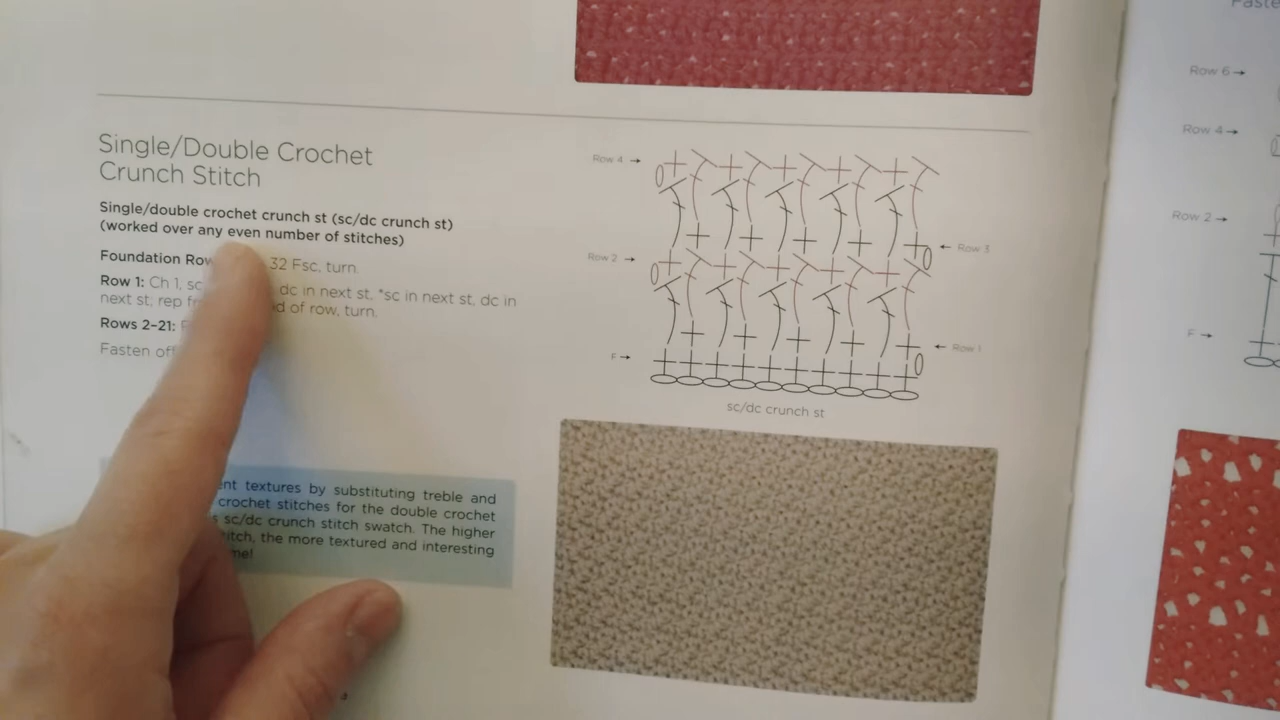 Single/Double Crochet
Crunch Stitch
Single/double crochet crunch st (sc/dc crunch st)
(worked over any even number of stitches)
Foundation Row 32 Fsc, turn.
Row 1: Ch 1, sc dc in next st, *sc in next st, dc in
next st; rep fr d of row, turn.
Rows 2–21:
Fasten off
nt textures by substituting treble and
crochet stitches for the double crochet
s sc/dc crunch stitch swatch. The higher
itch, the more textured and interesting
me!
Row 4 →
← Row 3
Row 2 →
← Row 1
F →
sc/dc crunch st
Row 6 →
Row 4 →
Row 2 →
F →